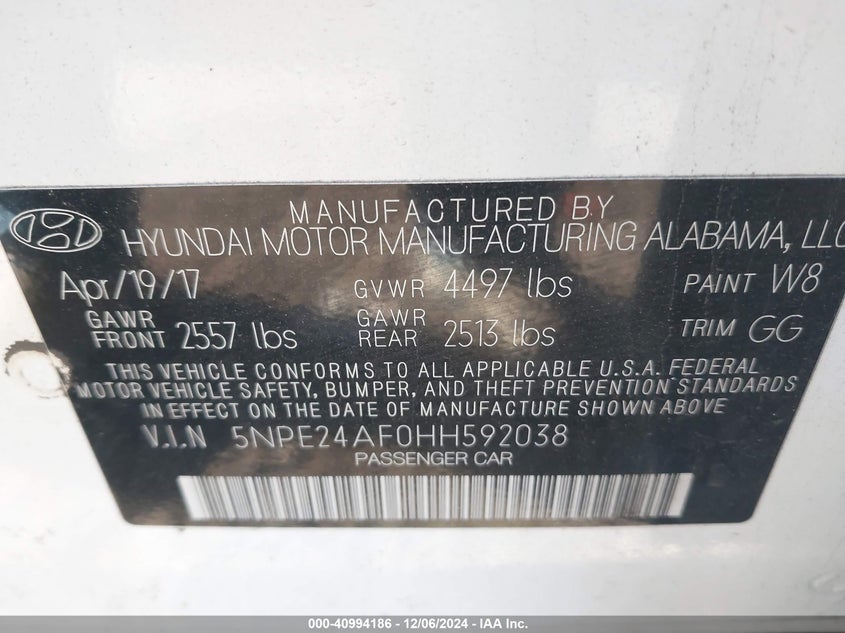 MANUFACTURED BY
HYUNDAI MOTOR MANUFACTURING ALABAMA, LLC
Apr/19/17 GVWR 4497 lbs PAINT W8
GAWR FRONT 2557 lbs GAWR REAR 2513 lbs TRIM GG
THIS VEHICLE CONFORMS TO ALL APPLICABLE U.S.A. FEDERAL
MOTOR VEHICLE SAFETY, BUMPER, AND THEFT PREVENTION STANDARDS
IN EFFECT ON THE DATE OF MANUFACTURE SHOWN ABOVE
V.I.N 5NPE24AF0HH592038
PASSENGER CAR
000-40994186 - 12/06/2024 - IAA Inc.